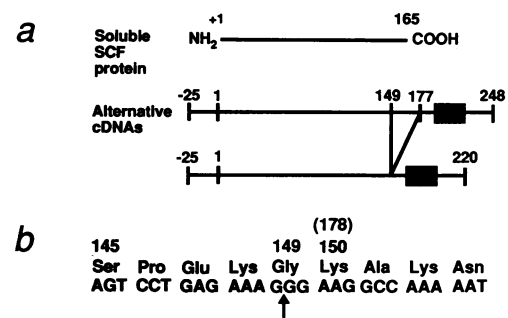 a
+1 165
Soluble SCF protein NH₂ COOH
-25 1 149 177 248
Alternative cDNAs
-25 1 220
b
(178)
145 149 150
Ser Pro Glu Lys Gly Lys Ala Lys Asn
AGT CCT GAG AAA GGG AAG GCC AAA AAT